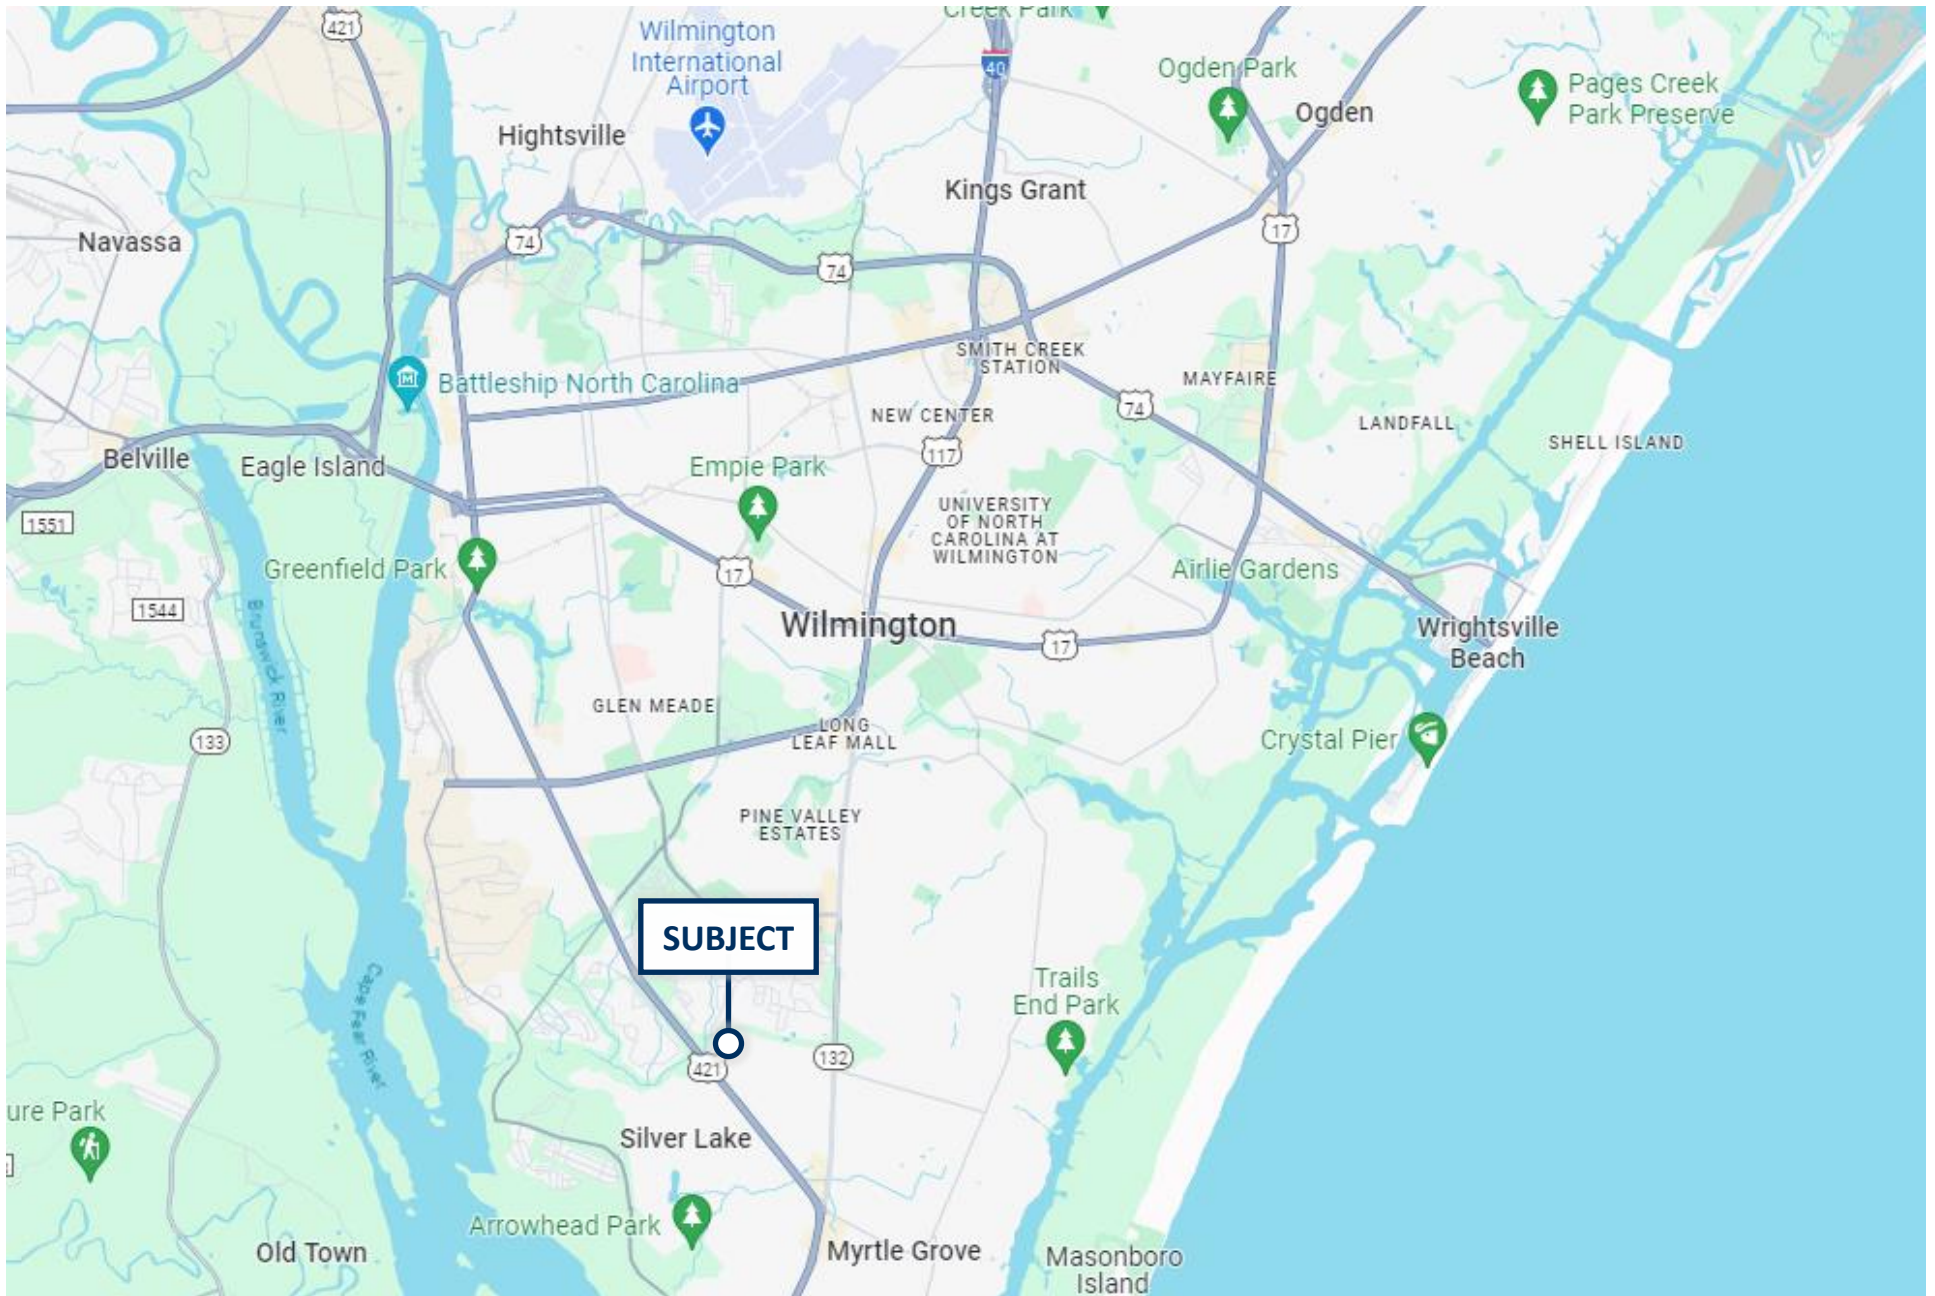 421
Wilmington
International
Airport
Creek Park
40
Ogden Park
Ogden
Pages Creek
Park Preserve
Hightsville
Kings Grant
Navassa
74
17
74
SMITH CREEK
STATION
MAYFAIRE
Battleship North Carolina
NEW CENTER
74
LANDFALL
SHELL ISLAND
117
Belville
Eagle Island
Empie Park
UNIVERSITY
OF NORTH
CAROLINA AT
WILMINGTON
1551
Greenfield Park
17
Airlie Gardens
1544
Brunswick River
Wilmington
17
Wrightsville
Beach
GLEN MEADE
LONG
LEAF MALL
133
Crystal Pier
PINE VALLEY
ESTATES
SUBJECT
Cape Fear River
Trails
End Park
421
132
ure Park
Silver Lake
Arrowhead Park
Old Town
Myrtle Grove
Masonboro
Island